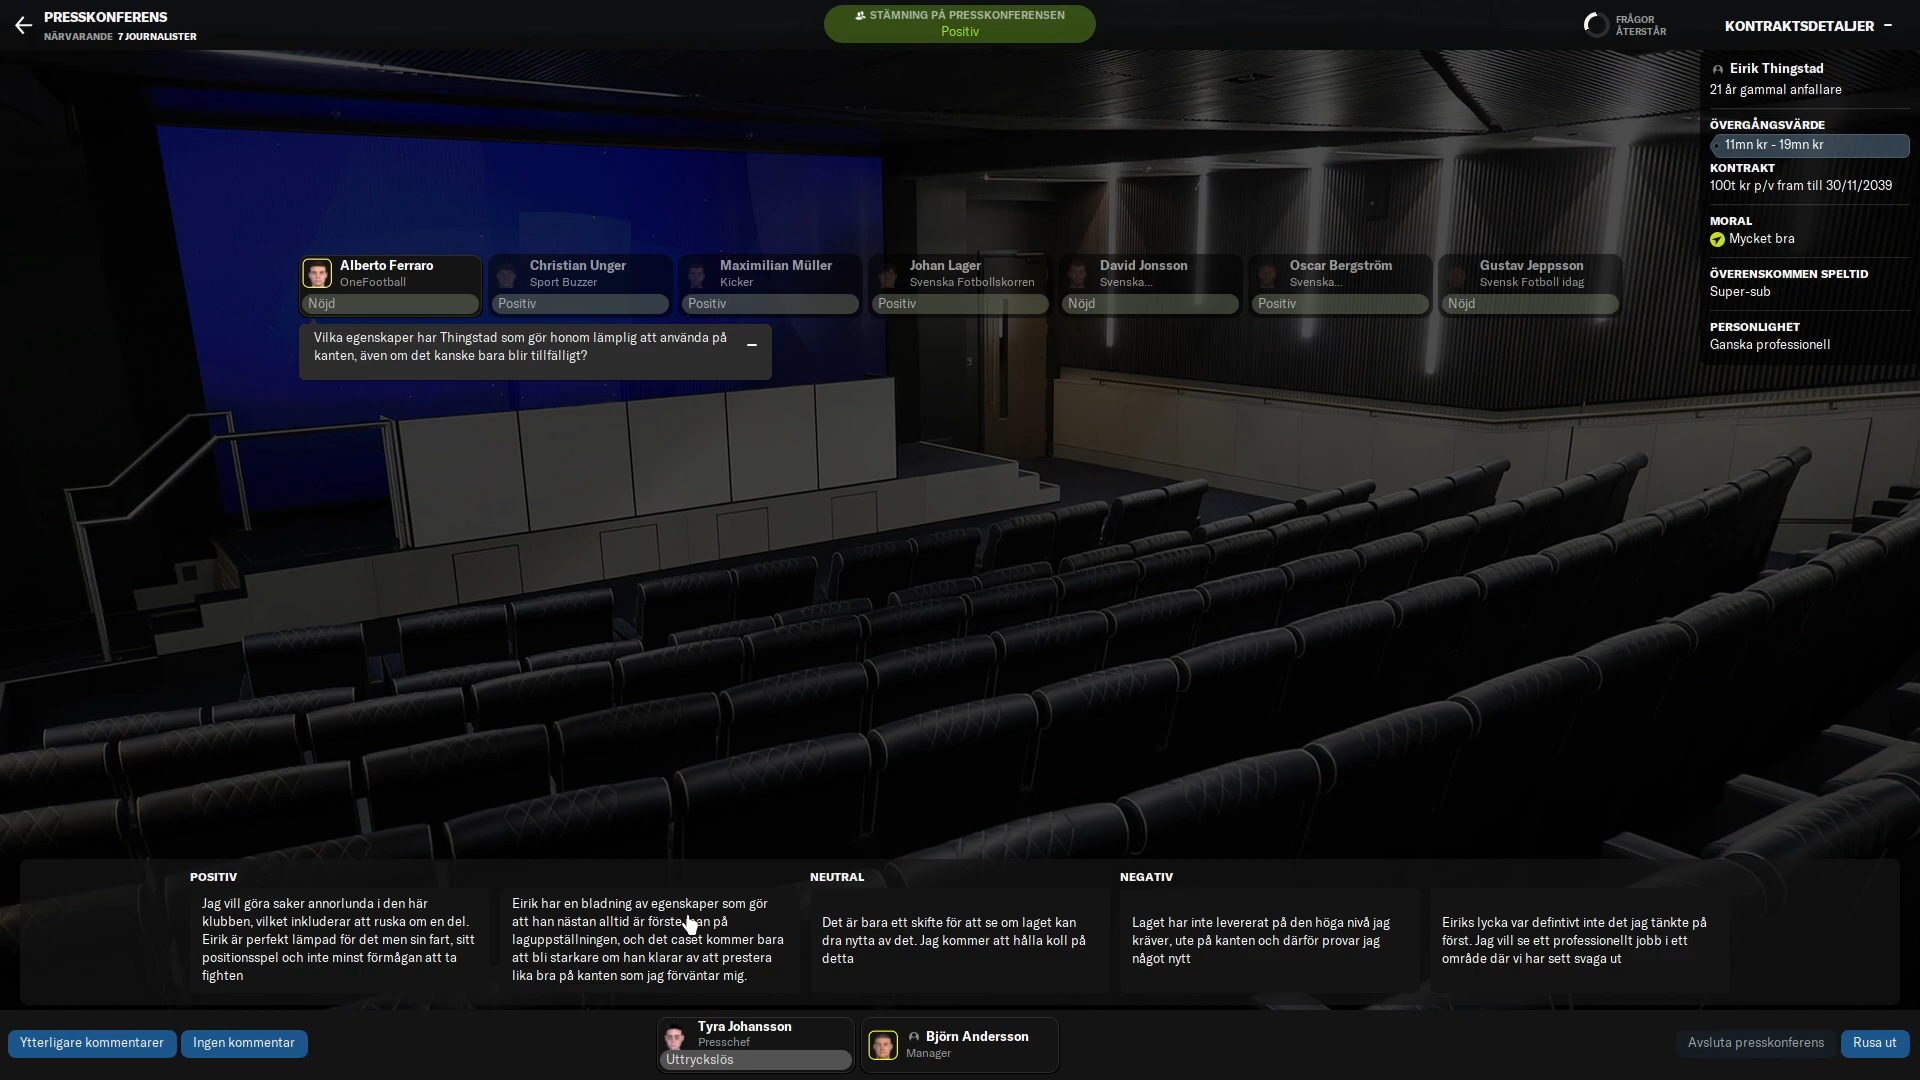 PRESSKONFERENS
NÄRVARANDE 7 JOURNALISTER
STÄMNING PÅ PRESSKONFERENSEN
Positiv
FRÅGOR
ÅTERSTÅR
KONTRAKTSDETALJER
Eirik Thingstad
21 år gammal anfallare
ÖVERGÅNGSVÄRDE
11mn kr - 19mn kr
KONTRAKT
100t kr p/v fram till 30/11/2039
MORAL
Mycket bra
ÖVERENSKOMMEN SPELTID
Super-sub
PERSONLIGHET
Ganska professionell
Alberto Ferraro
OneFootball
Nöjd
Christian Unger
Sport Buzzer
Positiv
Maximilian Müller
Kicker
Positiv
Johan Lager
Svenska Fotbollskorren
Positiv
David Jonsson
Svenska...
Nöjd
Oscar Bergström
Svenska...
Positiv
Gustav Jeppsson
Svensk Fotboll idag
Nöjd
Vilka egenskaper har Thingstad som gör honom lämplig att använda på
kanten, även om det kanske bara blir tillfälligt?
POSITIV
Jag vill göra saker annorlunda i den här
klubben, vilket inkluderar att ruska om en del.
Eirik är perfekt lämpad för det men sin fart, sitt
positionsspel och inte minst förmågan att ta
fighten
Eirik har en bladning av egenskaper som gör
att han nästan alltid är förste man på
laguppställningen, och det caset kommer bara
att bli starkare om han klarar av att prestera
lika bra på kanten som jag förväntar mig.
NEUTRAL
Det är bara ett skifte för att se om laget kan
dra nytta av det. Jag kommer att hålla koll på
detta
NEGATIV
Laget har inte levererat på den höga nivå jag
kräver, ute på kanten och därför provar jag
något nytt
Eiriks lycka var defintivt inte det jag tänkte på
först. Jag vill se ett professionellt jobb i ett
område där vi har sett svaga ut
Ytterligare kommentarer
Ingen kommentar
Tyra Johansson
Presschef
Uttryckslös
Björn Andersson
Manager
Avsluta presskonferens
Rusa ut